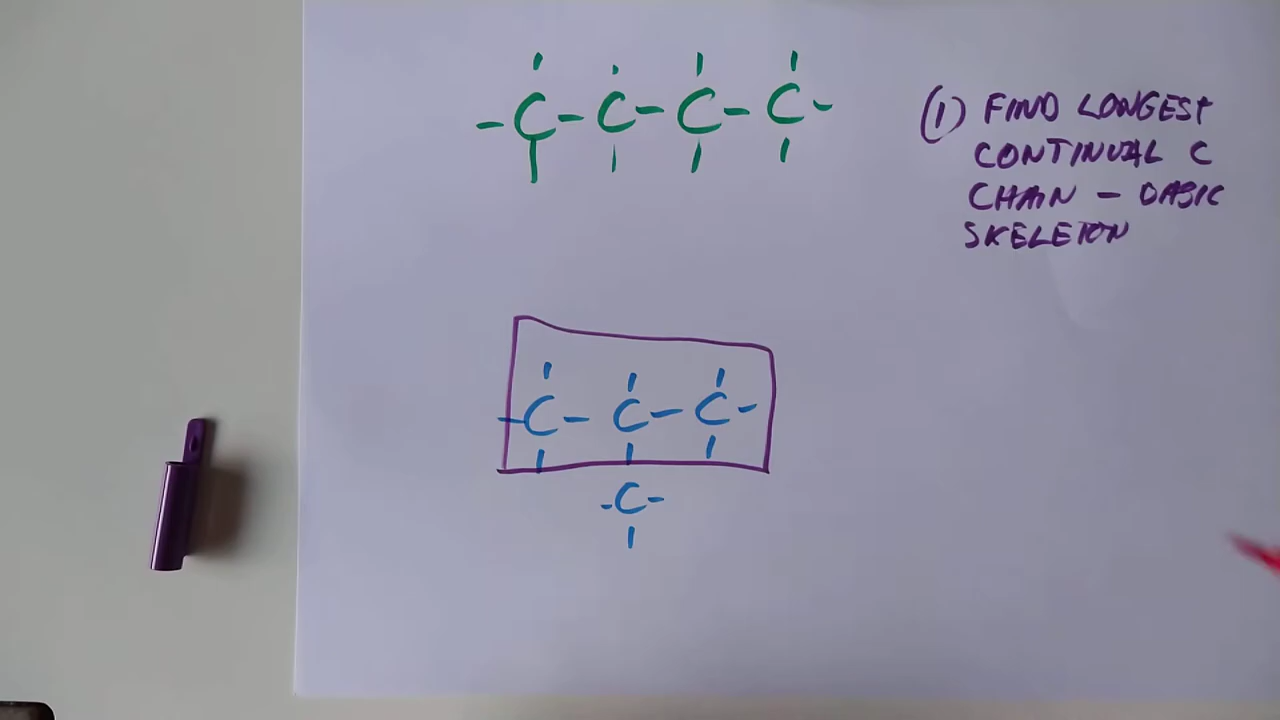 - C - C - C - C -
(1) FIND LONGEST
CONTINUAL C
CHAIN - BASIC
SKELETON
- C - C - C -
- C -